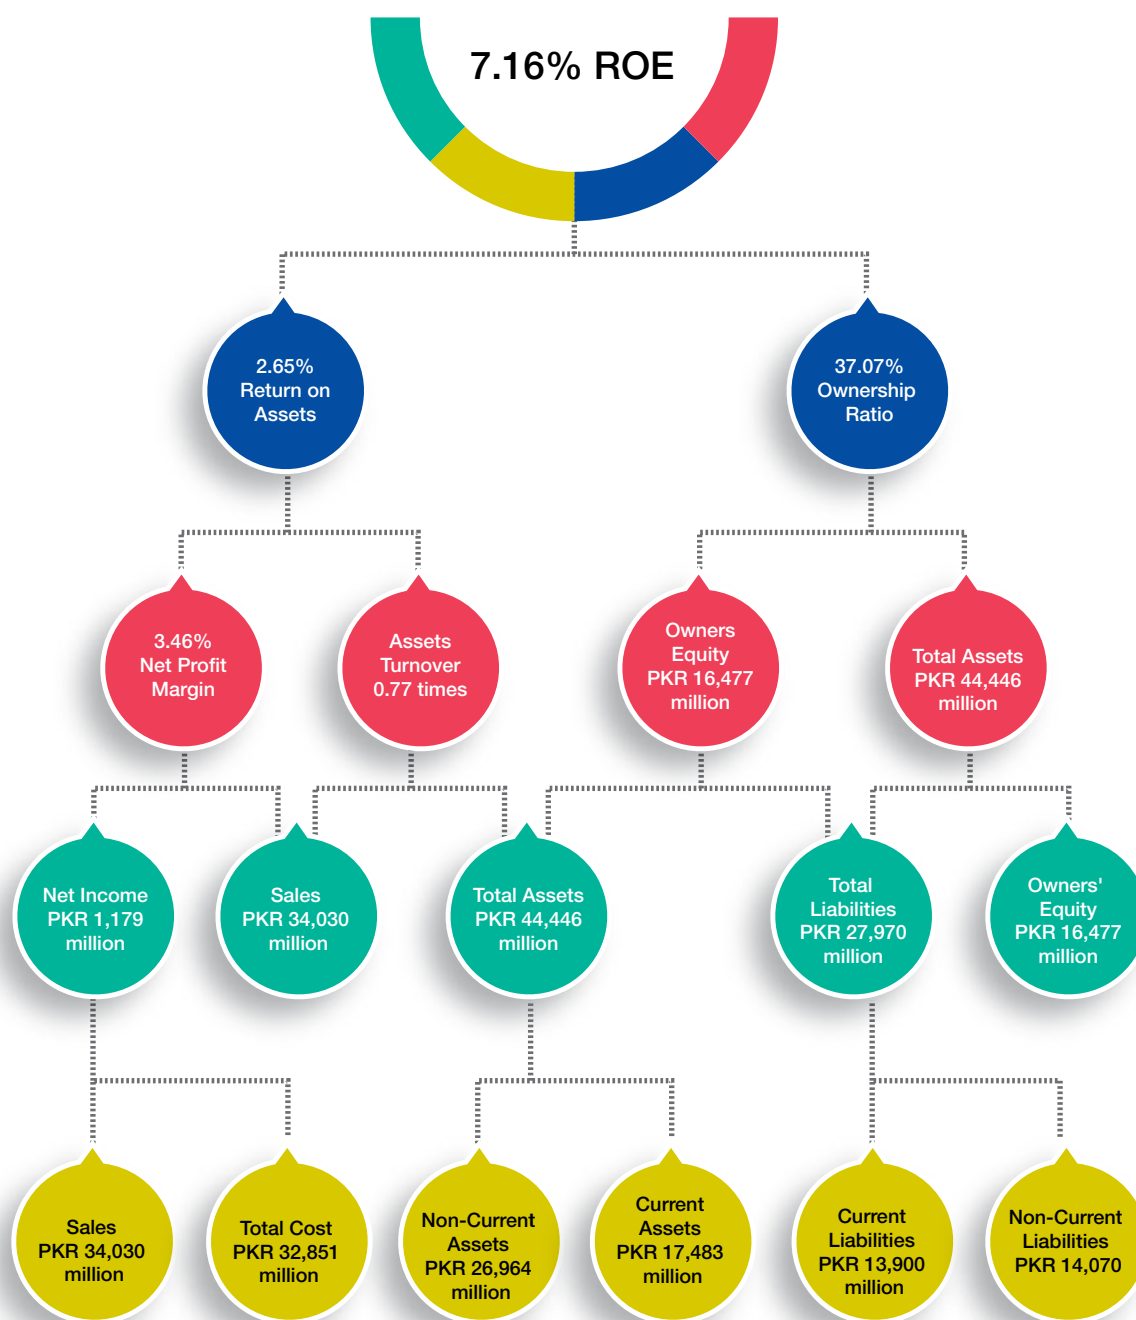 7.16% ROE
2.65%
Return on
Assets
37.07%
Ownership
Ratio
3.46%
Net Profit
Margin
Assets
Turnover
0.77 times
Owners
Equity
PKR 16,477
million
Total Assets
PKR 44,446
million
Net Income
PKR 1,179
million
Sales
PKR 34,030
million
Total Assets
PKR 44,446
million
Total
Liabilities
PKR 27,970
million
Owners'
Equity
PKR 16,477
million
Sales
PKR 34,030
million
Total Cost
PKR 32,851
million
Non-Current
Assets
PKR 26,964
million
Current
Assets
PKR 17,483
million
Current
Liabilities
PKR 13,900
million
Non-Current
Liabilities
PKR 14,070